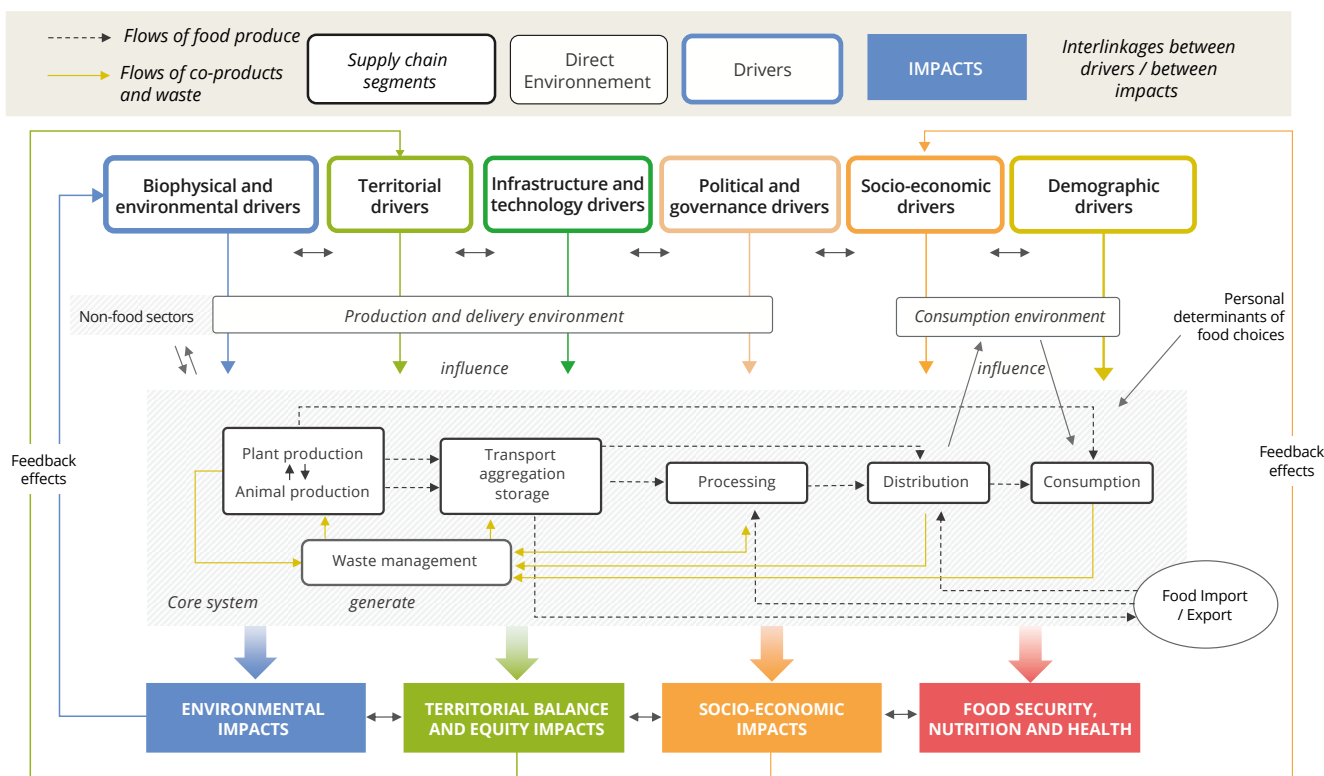 Flows of food produce
Flows of co-products
and waste
Supply chain
segments
Direct
Environnement
Drivers
IMPACTS
Interlinkages between
drivers / between
impacts
Biophysical and
environmental drivers
Territorial
drivers
Infrastructure and
technology drivers
Political and
governance drivers
Socio-economic
drivers
Demographic
drivers
Non-food sectors
Production and delivery environment
Consumption environment
Personal
determinants of
food choices
influence
influence
Feedback
effects
Plant production
Animal production
Transport
aggregation
storage
Processing
Distribution
Consumption
Feedback
effects
Waste management
Core system
generate
Food Import
/ Export
ENVIRONMENTAL
IMPACTS
TERRITORIAL BALANCE
AND EQUITY IMPACTS
SOCIO-ECONOMIC
IMPACTS
FOOD SECURITY,
NUTRITION AND HEALTH